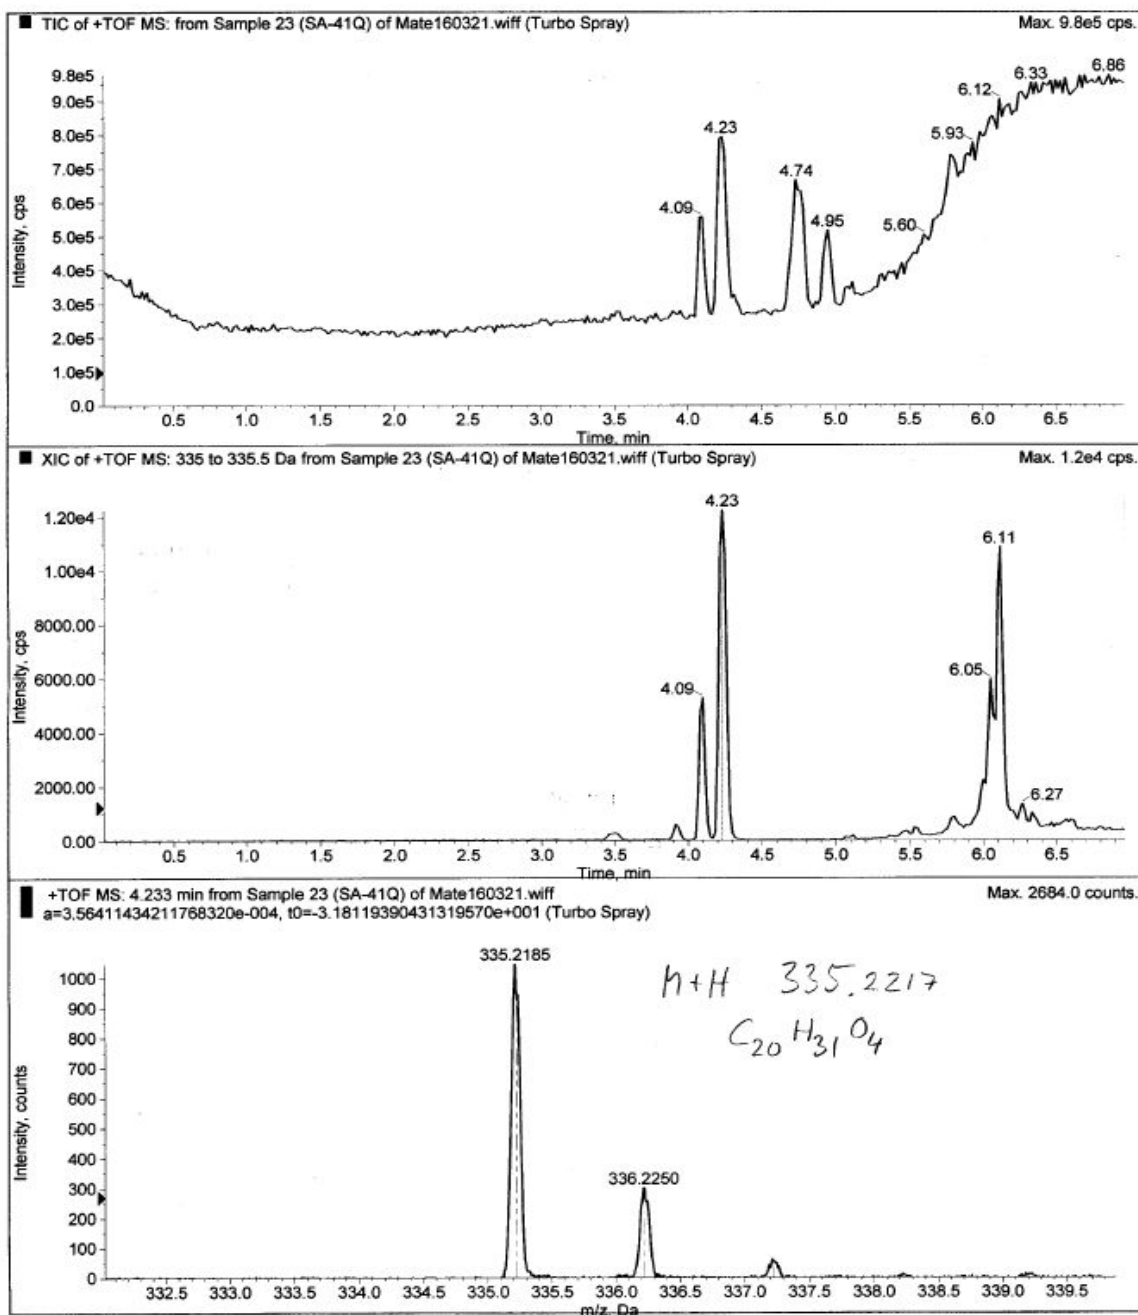 TIC of +TOF MS: from Sample 23 (SA-41Q) of Mate160321.wiff (Turbo Spray) Max. 9.8e5 cps.
9.8e5
9.0e5
8.0e5
7.0e5
6.0e5
5.0e5
4.0e5
3.0e5
2.0e5
1.0e5
0.0
Intensity, cps
4.09
4.23
4.74
4.95
5.60
5.93
6.12
6.33
6.86
0.5 1.0 1.5 2.0 2.5 3.0 3.5 4.0 4.5 5.0 5.5 6.0 6.5
Time, min
XIC of +TOF MS: 335 to 335.5 Da from Sample 23 (SA-41Q) of Mate160321.wiff (Turbo Spray) Max. 1.2e4 cps.
1.20e4
1.00e4
8000.00
6000.00
4000.00
2000.00
0.00
Intensity, cps
4.09
4.23
6.05
6.11
6.27
0.5 1.0 1.5 2.0 2.5 3.0 3.5 4.0 4.5 5.0 5.5 6.0 6.5
Time, min
+TOF MS: 4.233 min from Sample 23 (SA-41Q) of Mate160321.wiff Max. 2684.0 counts.
a=3.56411434211768320e-004, t0=-3.18119390431319570e+001 (Turbo Spray)
1000
900
800
700
600
500
400
300
200
100
0
Intensity, counts
335.2185
336.2250
M+H 335.2217
C20H31O4
332.5 333.0 333.5 334.0 334.5 335.0 335.5 336.0 336.5 337.0 337.5 338.0 338.5 339.0 339.5
m/z, Da